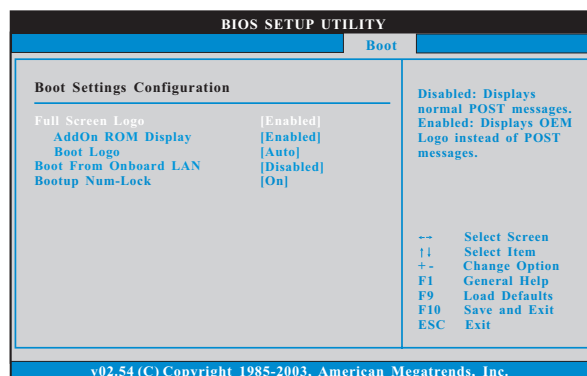 BIOS SETUP UTILITY
Boot
Boot Settings Configuration
Full Screen Logo [Enabled]
AddOn ROM Display [Enabled]
Boot Logo [Auto]
Boot From Onboard LAN [Disabled]
Bootup Num-Lock [On]
Disabled: Displays
normal POST messages.
Enabled: Displays OEM
Logo instead of POST
messages.
←→ Select Screen
↑↓ Select Item
+- Change Option
F1 General Help
F9 Load Defaults
F10 Save and Exit
ESC Exit
v02.54 (C) Copyright 1985-2003, American Megatrends, Inc.